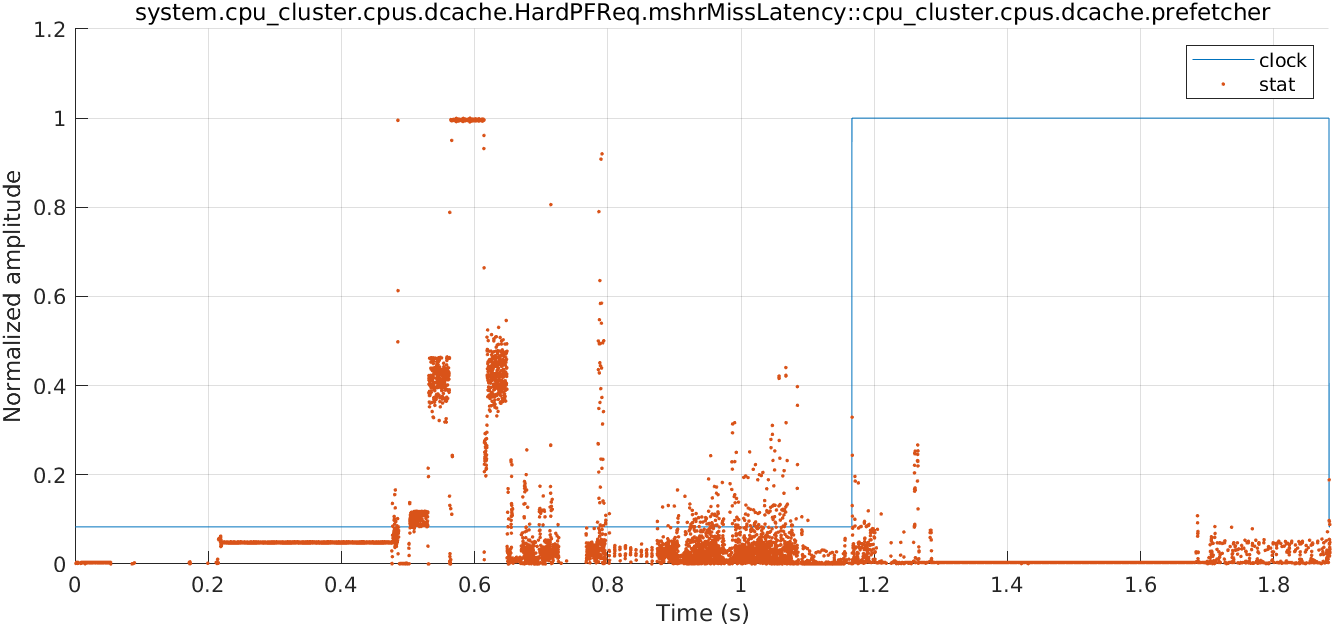 system.cpu_cluster.cpus.dcache.HardPFReq.mshrMissLatency::cpu_cluster.cpus.dcache.prefetcher
1.2
1
0.8
0.6
0.4
0.2
0
Normalized amplitude
clock
stat
0 0.2 0.4 0.6 0.8 1 1.2 1.4 1.6 1.8
Time (s)